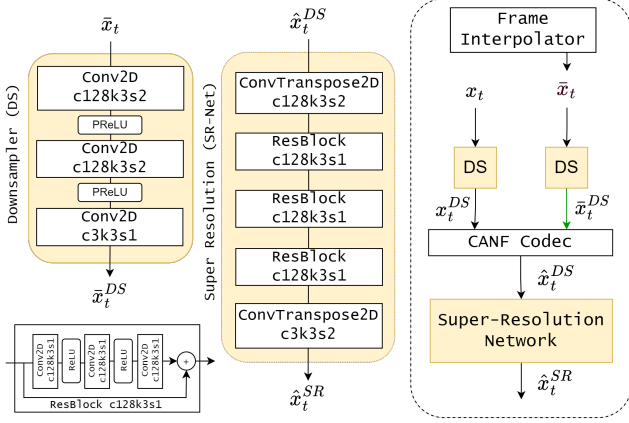 x̄_t
Downsampler (DS)
Conv2D
c128k3s2
PReLU
Conv2D
c128k3s2
PReLU
Conv2D
c3k3s1
x̄_t^{DS}
x̂_t^{DS}
Super Resolution (SR-Net)
ConvTranspose2D
c128k3s2
ResBlock
c128k3s1
ResBlock
c128k3s1
ResBlock
c128k3s1
ConvTranspose2D
c3k3s2
x̂_t^{SR}
Conv2D
c128k3s1
ReLU
Conv2D
c128k3s1
ReLU
Conv2D
c128k3s1
+
ResBlock c128k3s1
Frame
Interpolator
x_t
x̄_t
DS
DS
x_t^{DS}
x̄_t^{DS}
CANF Codec
x̂_t^{DS}
Super-Resolution
Network
x̂_t^{SR}